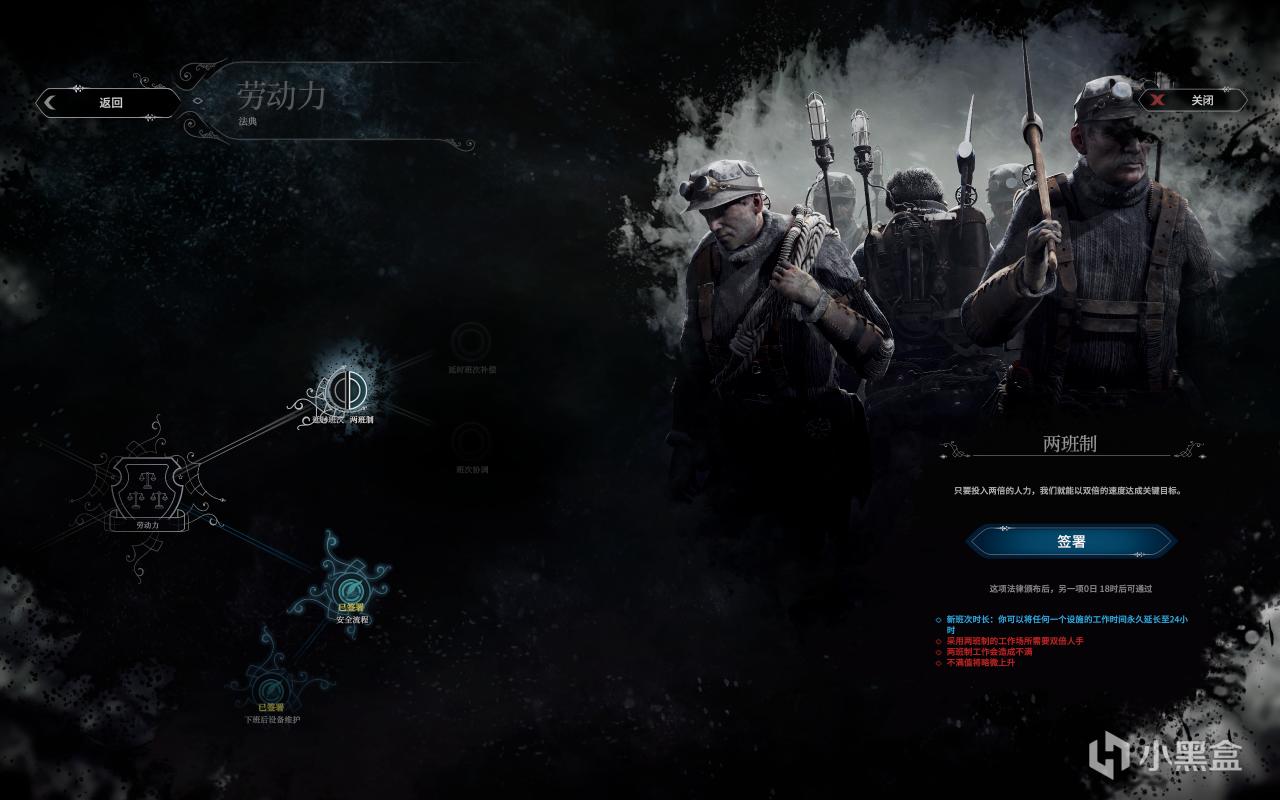 返回
劳动力
法典
关闭
延时班次补偿
延时班次 两班制
班次协调
劳动力
已签署
安全流程
已签署
下班后设备维护
两班制
只要投入两倍的人力，我们就能以双倍的速度达成关键目标。
签署
这项法律颁布后，另一项0日 18时后可通过
新班次时长：你可以将任何一个设施的工作时间永久延长至24小
时
采用两班制的工作场所需要双倍人手
两班制工作会造成不满
不满值将略微上升
小黑盒